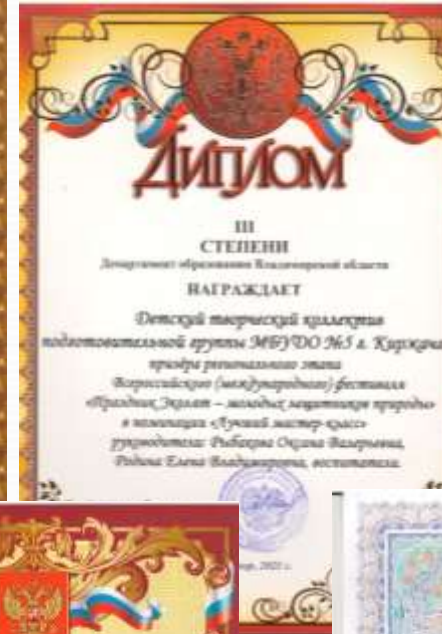 ДИПЛОМ
III
СТЕПЕНИ
Департамент образования Владимирской области
НАГРАЖДАЕТ
Детский творческий коллектив
подготовительной группы МБУДО №5 г. Киржача
призёра регионального этапа
Всероссийского (международного) фестиваля
«Праздник Эколят – молодых защитников природы»
в номинации «Лучший мастер-класс»
руководители: Рыбакова Оксана Валерьевна,
Родина Елена Владимировна, воспитатели.